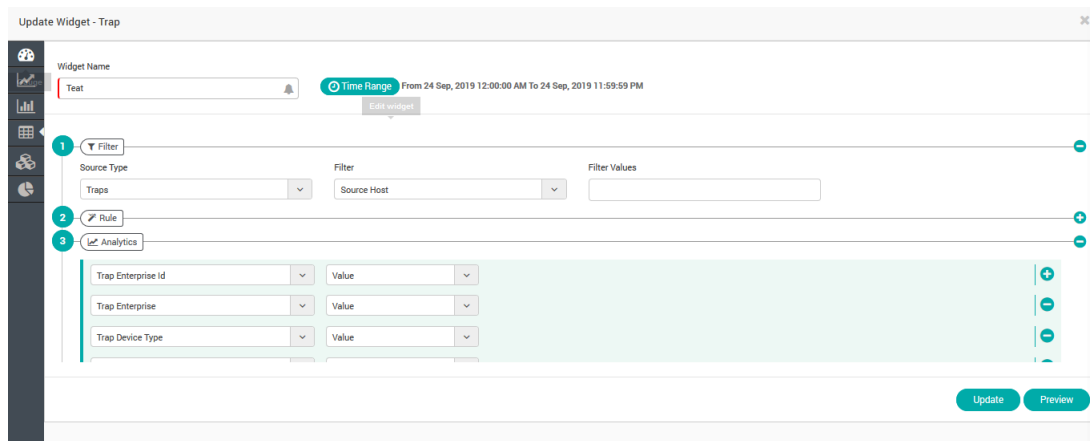 Update Widget - Trap
Widget Name
Teat
Time Range From 24 Sep, 2019 12:00:00 AM To 24 Sep, 2019 11:59:59 PM
Edit widget
1 Filter
Source Type Filter Filter Values
Traps Source Host
2 Rule
3 Analytics
Trap Enterprise Id Value
Trap Enterprise Value
Trap Device Type Value
Update Preview